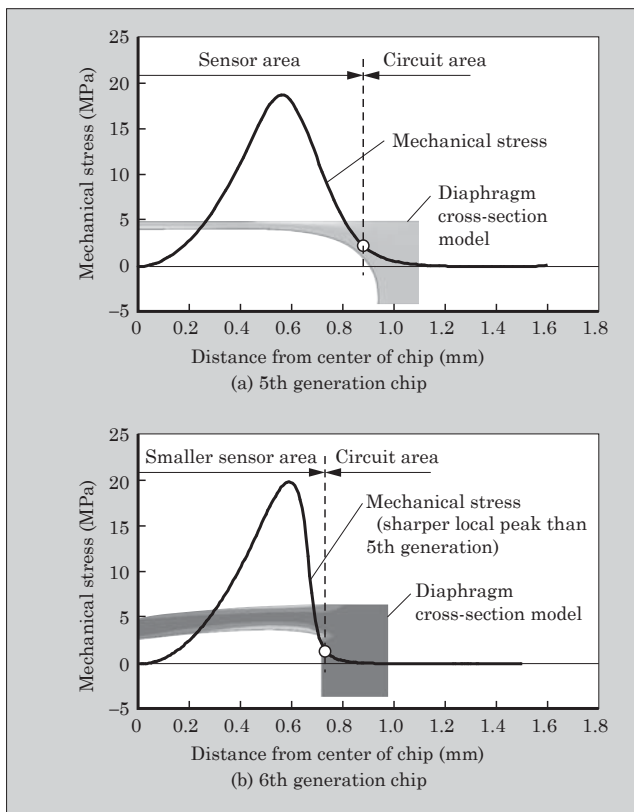 25
20
15
10
5
0
−5
Mechanical stress (MPa)
Sensor area
Circuit area
Mechanical stress
Diaphragm
cross-section
model
0 0.2 0.4 0.6 0.8 1.0 1.2 1.4 1.6 1.8
Distance from center of chip (mm)
(a) 5th generation chip
25
20
15
10
5
0
−5
Mechanical stress (MPa)
Smaller sensor area
Circuit area
Mechanical stress
(sharper local peak than
5th generation)
Diaphragm
cross-section model
0 0.2 0.4 0.6 0.8 1.0 1.2 1.4 1.6 1.8
Distance from center of chip (mm)
(b) 6th generation chip